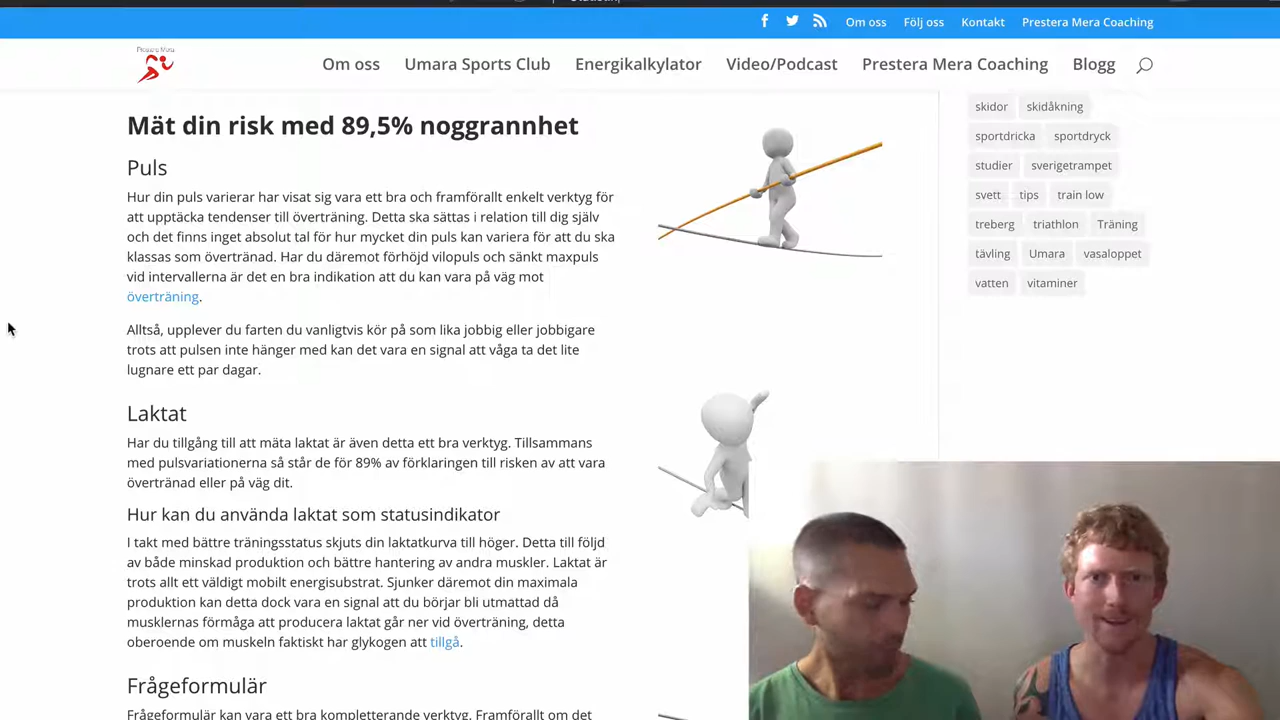 Om oss Följ oss Kontakt Prestera Mera Coaching
Prestera Mera
Om oss Umara Sports Club Energikalkylator Video/Podcast Prestera Mera Coaching Blogg
Mät din risk med 89,5% noggrannhet
Puls
Hur din puls varierar har visat sig vara ett bra och framförallt enkelt verktyg för
att upptäcka tendenser till överträning. Detta ska sättas i relation till dig själv
och det finns inget absolut tal för hur mycket din puls kan variera för att du ska
klassas som övertränad. Har du däremot förhöjd vilopuls och sänkt maxpuls
vid intervallerna är det en bra indikation att du kan vara på väg mot
överträning.
Alltså, upplever du farten du vanligtvis kör på som lika jobbig eller jobbigare
trots att pulsen inte hänger med kan det vara en signal att våga ta det lite
lugnare ett par dagar.
Laktat
Har du tillgång till att mäta laktat är även detta ett bra verktyg. Tillsammans
med pulsvariationerna så står de för 89% av förklaringen till risken av att vara
övertränad eller på väg dit.
Hur kan du använda laktat som statusindikator
I takt med bättre träningsstatus skjuts din laktatkurva till höger. Detta till följd
av både minskad produktion och bättre hantering av andra muskler. Laktat är
trots allt ett väldigt mobilt energisubstrat. Sjunker däremot din maximala
produktion kan detta dock vara en signal att du börjar bli utmattad då
musklernas förmåga att producera laktat går ner vid överträning, detta
oberoende om muskeln faktiskt har glykogen att tillgå.
Frågeformulär
Frågeformulär kan vara ett bra kompletterande verktyg. Framförallt om det
skidor skidåkning
sportdricka sportdryck
studier sverigetrampet
svett tips train low
treberg triathlon Träning
tävling Umara vasaloppet
vatten vitaminer